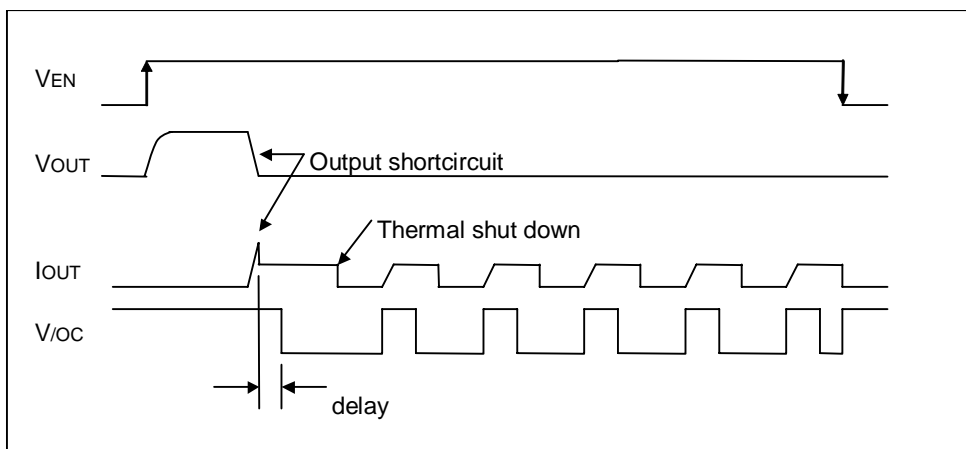 VEN
VOUT
Output shortcircuit
Thermal shut down
IOUT
V/OC
delay